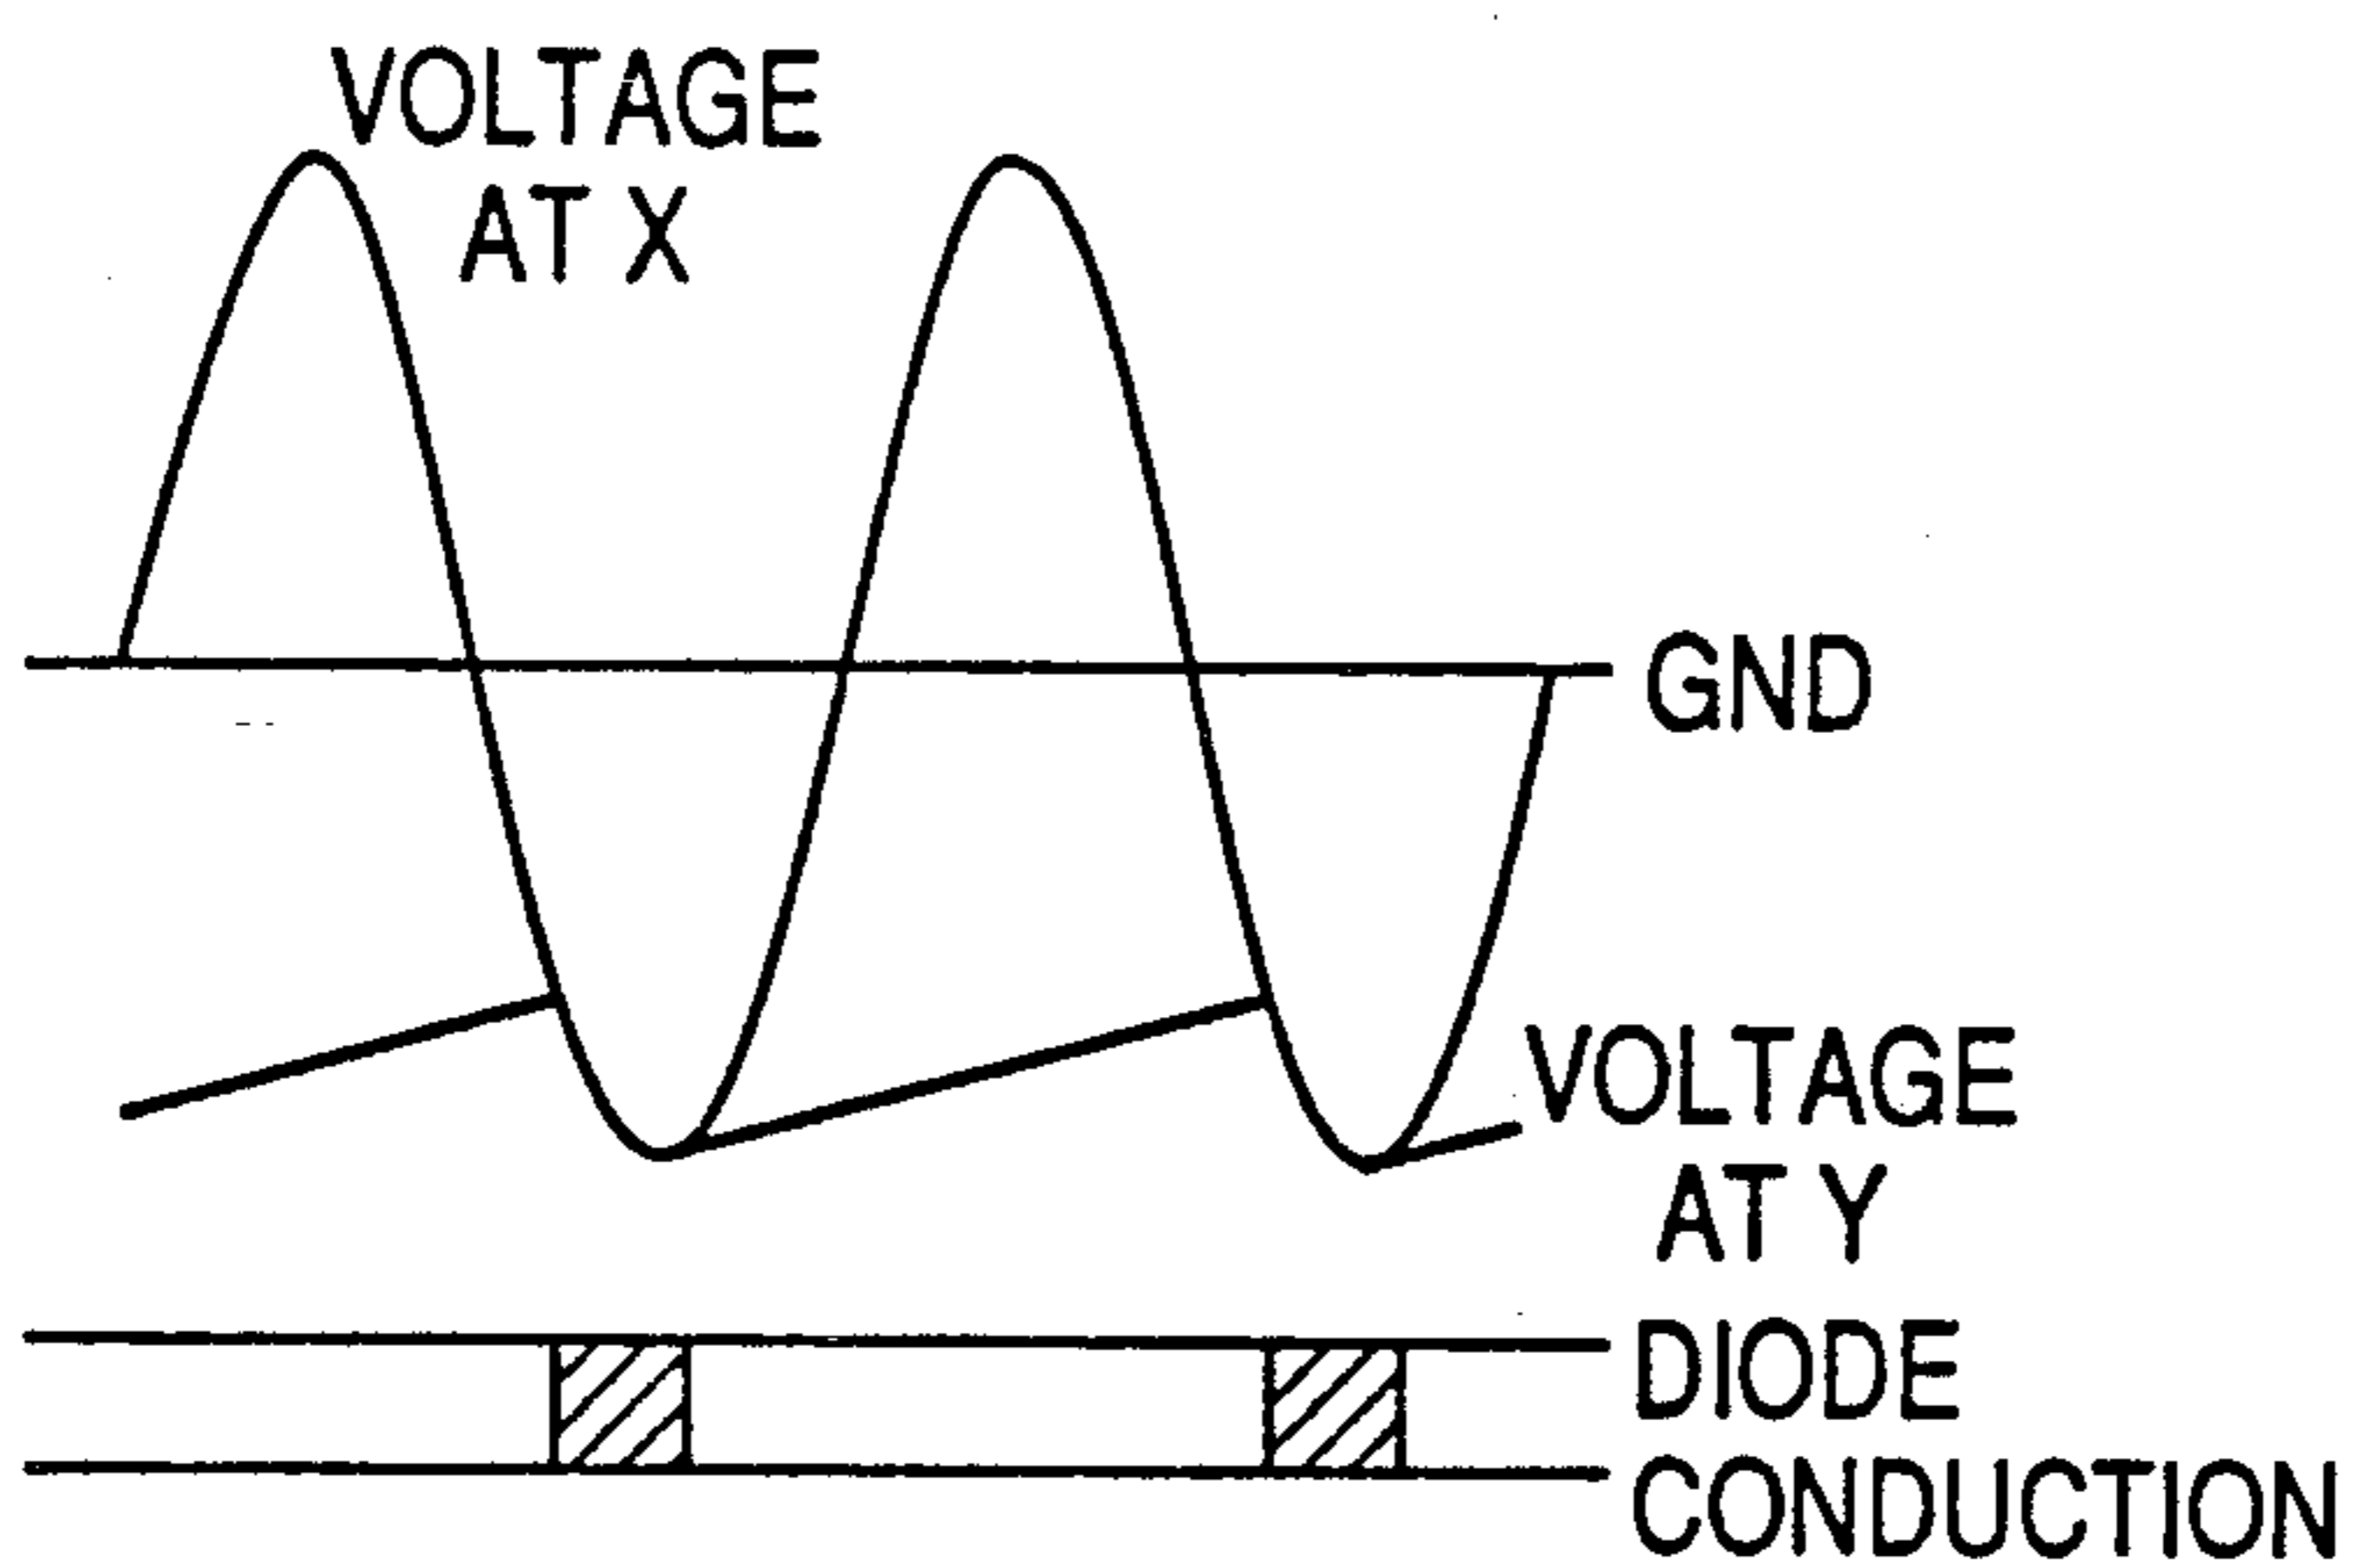 VOLTAGE
AT X
GND
VOLTAGE
AT Y
DIODE
CONDUCTION